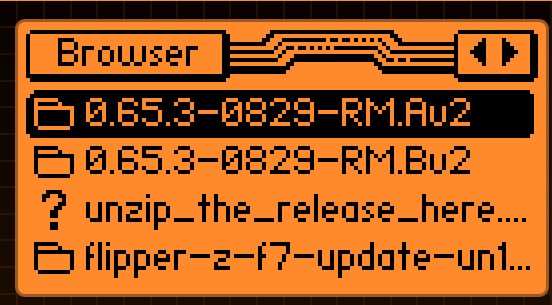 Browser
0.65.3-0829-RM.Av2
0.65.3-0829-RM.Bv2
unzip_the_release_here....
flipper-z-f7-update-un1...